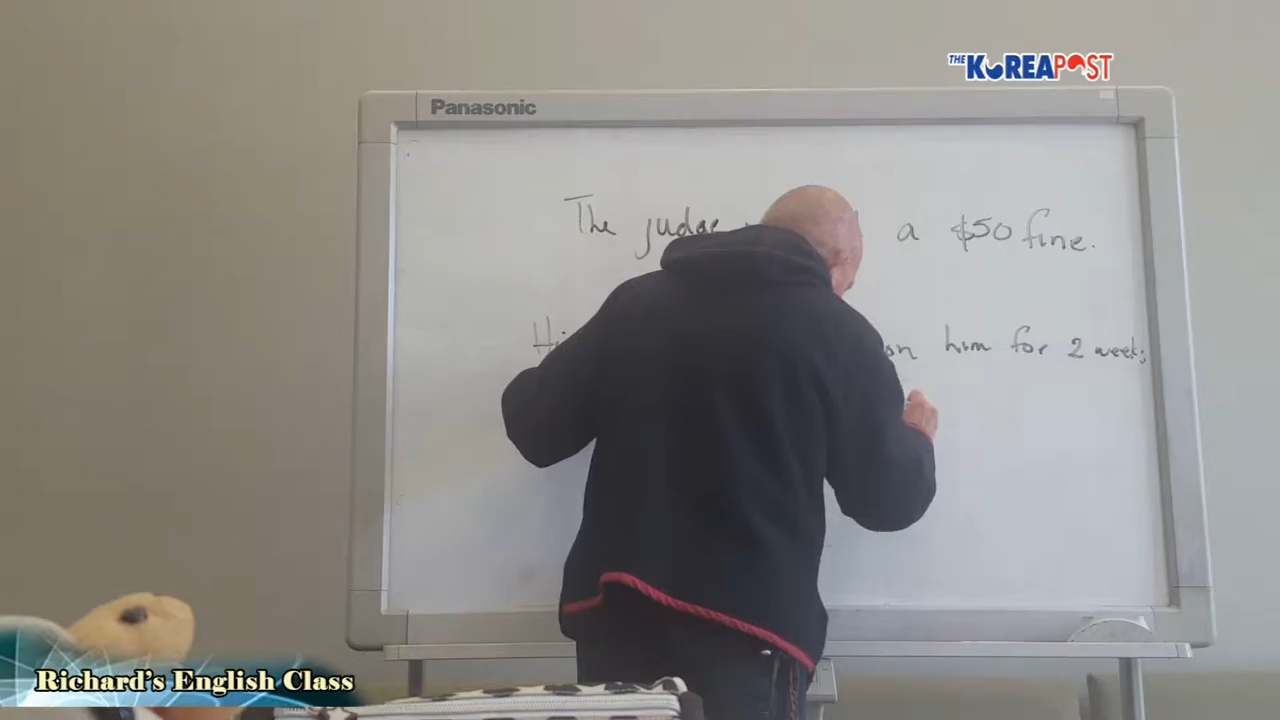 THE KOREA POST
Panasonic
The judge a $50 fine.
on him for 2 weeks
Richard's English Class